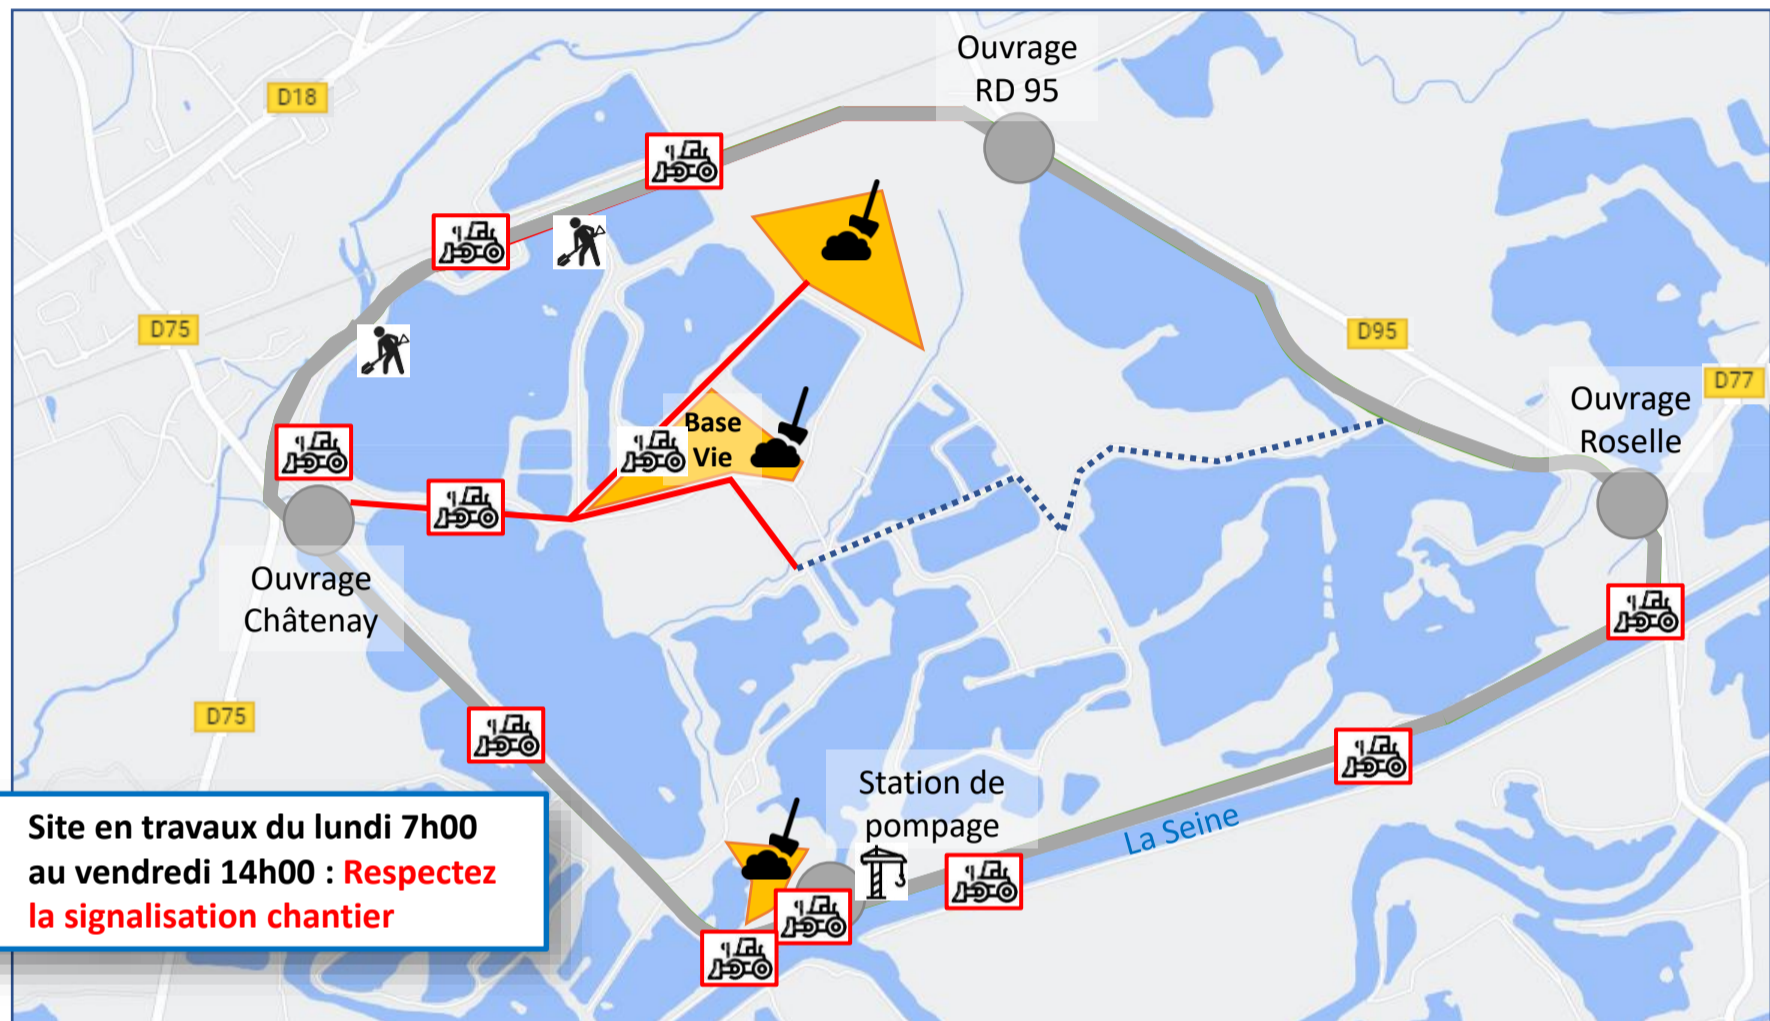 Ouvrage
RD 95
D18
D75
D95
D77
Ouvrage
Roselle
Base
Vie
Ouvrage
Châtenay
D75
Station de
pompage
La Seine
Site en travaux du lundi 7h00
au vendredi 14h00 : Respectez
la signalisation chantier